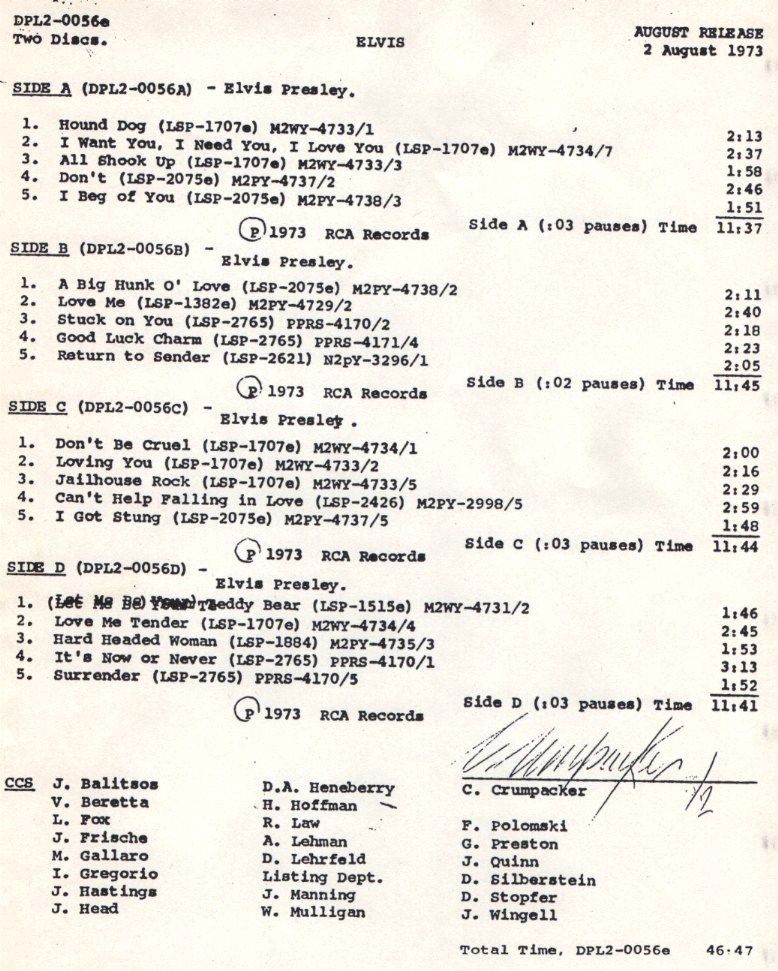 DPL2-0056e
Two Discs.
ELVIS
AUGUST RELEASE
2 August 1973
SIDE A (DPL2-0056A) - Elvis Presley.
1. Hound Dog (LSP-1707e) M2WY-4733/1 2:13
2. I Want You, I Need You, I Love You (LSP-1707e) M2WY-4734/7 2:37
3. All Shook Up (LSP-1707e) M2WY-4733/3 1:58
4. Don't (LSP-2075e) M2PY-4737/2 2:46
5. I Beg of You (LSP-2075e) M2PY-4738/3 1:51
Ⓟ 1973 RCA Records Side A (:03 pauses) Time 11:37
SIDE B (DPL2-0056B) -
Elvis Presley.
1. A Big Hunk O' Love (LSP-2075e) M2PY-4738/2 2:11
2. Love Me (LSP-1382e) M2PY-4729/2 2:40
3. Stuck on You (LSP-2765) PPRS-4170/2 2:18
4. Good Luck Charm (LSP-2765) PPRS-4171/4 2:23
5. Return to Sender (LSP-2621) N2pY-3296/1 2:05
Ⓟ 1973 RCA Records Side B (:02 pauses) Time 11:45
SIDE C (DPL2-0056C) -
Elvis Presley .
1. Don't Be Cruel (LSP-1707e) M2WY-4734/1 2:00
2. Loving You (LSP-1707e) M2WY-4733/2 2:16
3. Jailhouse Rock (LSP-1707e) M2WY-4733/5 2:29
4. Can't Help Falling in Love (LSP-2426) M2PY-2998/5 2:59
5. I Got Stung (LSP-2075e) M2PY-4737/5 1:48
Ⓟ 1973 RCA Records Side C (:03 pauses) Time 11:44
SIDE D (DPL2-0056D) -
Elvis Presley.
1. (Let Me Be Your) Teddy Bear (LSP-1515e) M2WY-4731/2 1:46
2. Love Me Tender (LSP-1707e) M2WY-4734/4 2:45
3. Hard Headed Woman (LSP-1884) M2PY-4735/3 1:53
4. It's Now or Never (LSP-2765) PPRS-4170/1 3:13
5. Surrender (LSP-2765) PPRS-4170/5 1:52
Ⓟ 1973 RCA Records Side D (:03 pauses) Time 11:41
C. Crumpacker
C. Crumpacker
CCS J. Balitsos
V. Beretta
L. Fox
J. Frische
M. Gallaro
I. Gregorio
J. Hastings
J. Head
D.A. Heneberry
H. Hoffman
R. Law
A. Lehman
D. Lehrfeld
Listing Dept.
J. Manning
W. Mulligan
F. Polomski
G. Preston
J. Quinn
D. Silberstein
D. Stopfer
J. Wingell
Total Time, DPL2-0056e 46:47